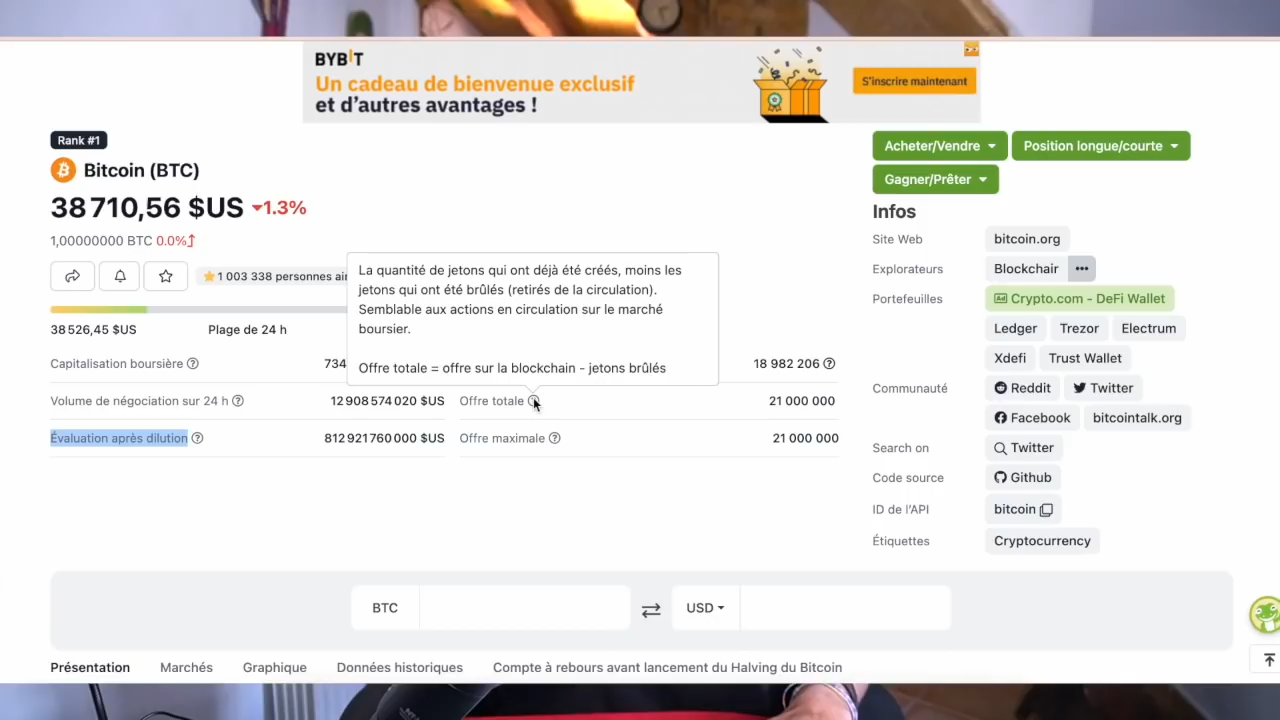 BYBIT
Un cadeau de bienvenue exclusif
et d'autres avantages !
S'inscrire maintenant
Rank #1
Bitcoin (BTC)
38 710,56 $US 1.3%
1,00000000 BTC 0.0%
1 003 338 personnes
38 526,45 $US Plage de 24 h
La quantité de jetons qui ont déjà été créés, moins les
jetons qui ont été brûlés (retirés de la circulation).
Semblable aux actions en circulation sur le marché
boursier.
Offre totale = offre sur la blockchain - jetons brûlés
Capitalisation boursière 734
18 982 206
Volume de négociation sur 24 h 12 908 574 020 $US
Offre totale 21 000 000
Évaluation après dilution 812 921 760 000 $US
Offre maximale 21 000 000
Acheter/Vendre
Position longue/courte
Gagner/Prêter
Infos
Site Web bitcoin.org
Explorateurs Blockchain •••
Portefeuilles Ad Crypto.com - DeFi Wallet
Ledger Trezor Electrum
Xdefi Trust Wallet
Communauté Reddit Twitter
Facebook bitcointalk.org
Search on Twitter
Code source Github
ID de l'API bitcoin
Étiquettes Cryptocurrency
BTC USD
Présentation Marchés Graphique Données historiques Compte à rebours avant lancement du Halving du Bitcoin